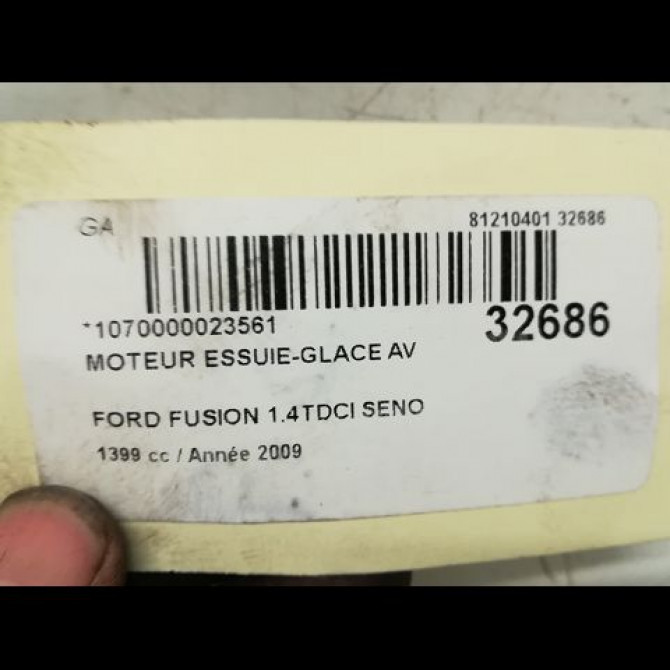 GA
81210401 32686
*1070000023561
32686
MOTEUR ESSUIE-GLACE AV
FORD FUSION 1.4TDCI SENO
1399 cc / Année 2009